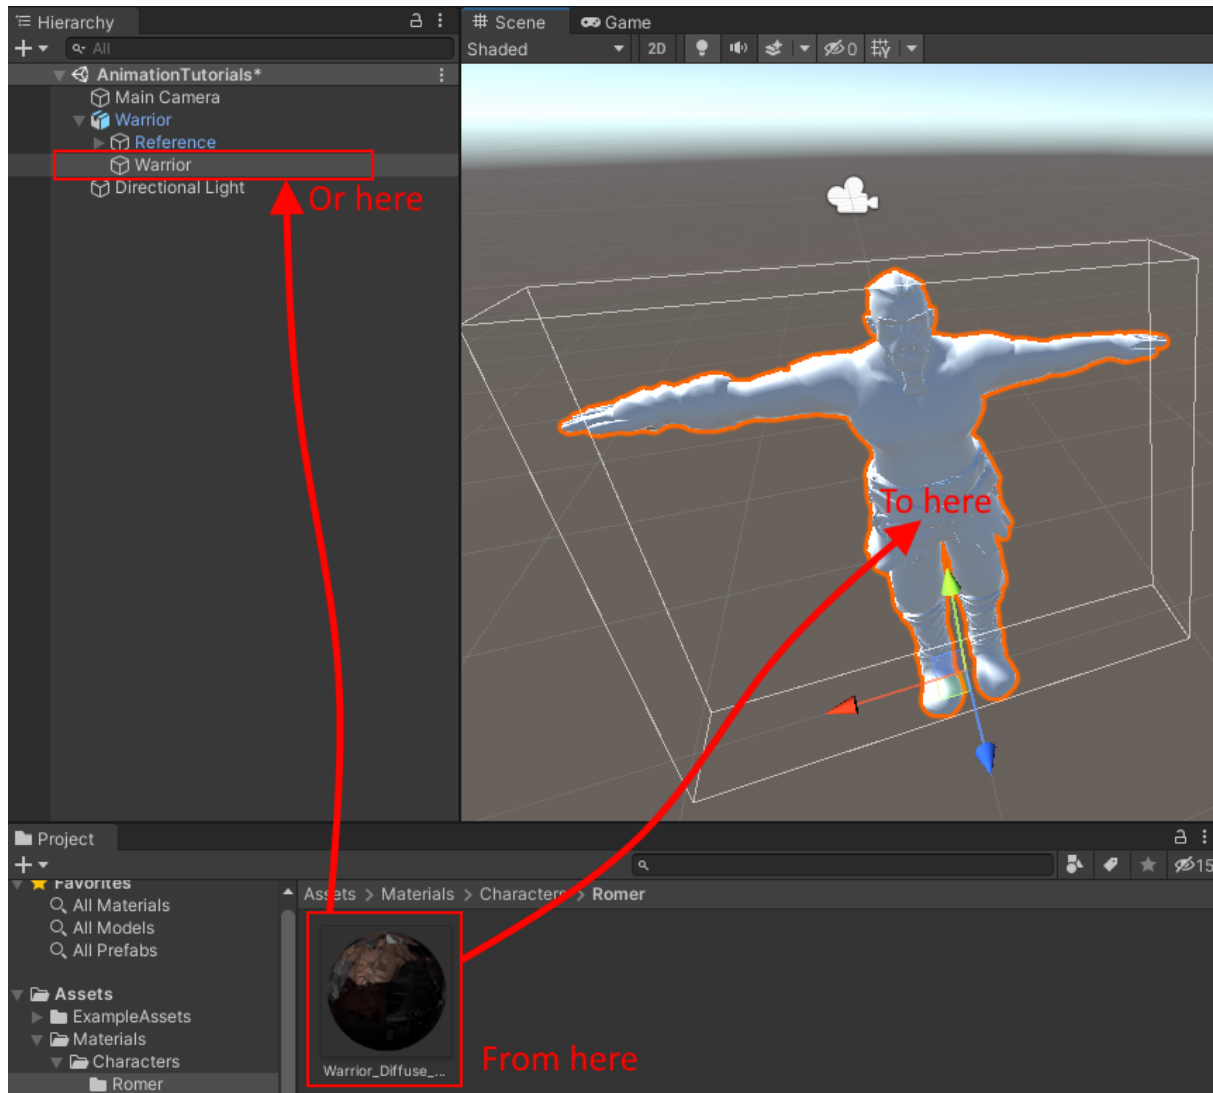 Hierarchy
All
AnimationTutorials*
Main Camera
Warrior
Reference
Warrior
Directional Light
Or here
Scene Game
Shaded 2D 0
To here
Project
15
Favorites
All Materials
All Models
All Prefabs
Assets
ExampleAssets
Materials
Characters
Romer
Assets > Materials > Characters > Romer
Warrior_Diffuse_...
From here